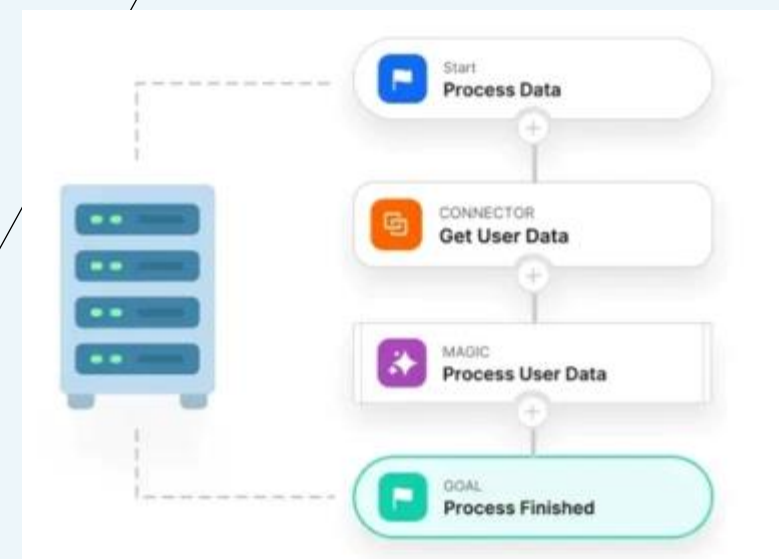 Start
Process Data
CONNECTOR
Get User Data
MAGIC
Process User Data
GOAL
Process Finished